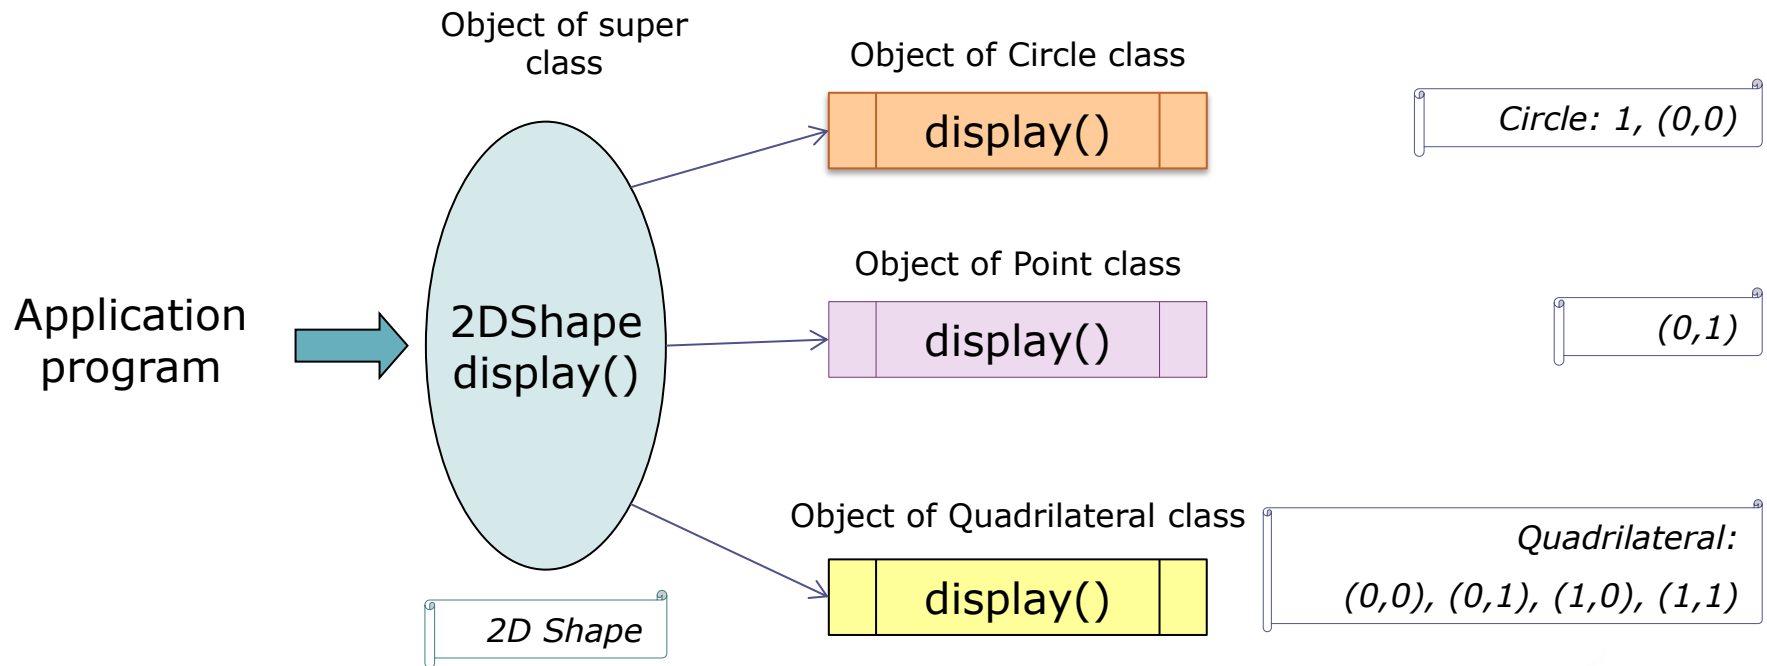 Object of super
class
Object of Circle class
display()
Circle: 1, (0,0)
Object of Point class
Application
program
2DShape
display()
display()
(0,1)
Object of Quadrilateral class
display()
Quadrilateral:
(0,0), (0,1), (1,0), (1,1)
2D Shape